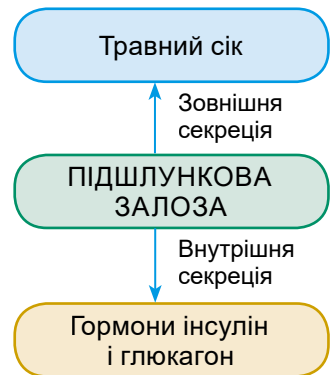 Травний сік
Зовнішня
секреція
ПІДШЛУНКОВА
ЗАЛОЗА
Внутрішня
секреція
Гормони інсулін
і глюкагон